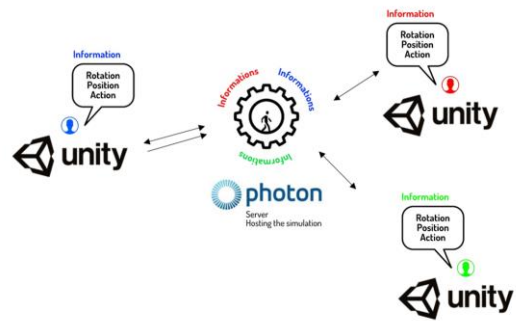 Information
Rotation
Position
Action
unity
Informations
Informations
Informations
photon
Server
Hosting the simulation
Information
Rotation
Position
Action
unity
Information
Rotation
Position
Action
unity